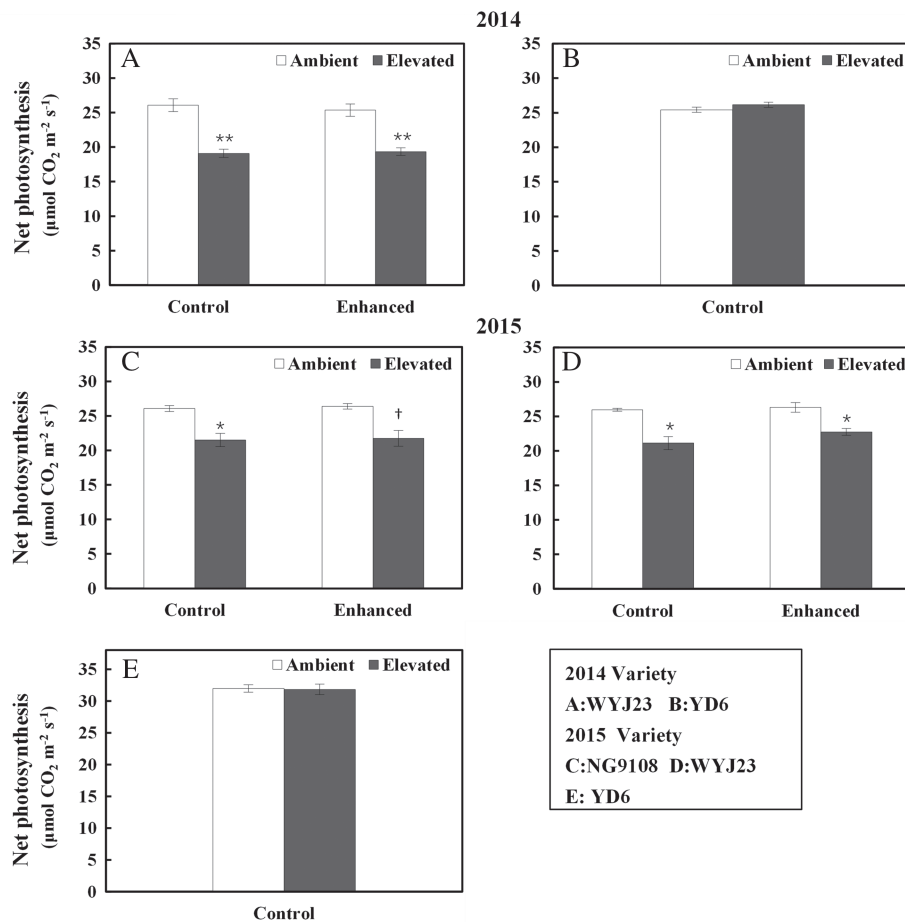 2014
A
Ambient Elevated
35
30
25
20
15
10
5
0
Net photosynthesis
(μmol CO₂ m⁻² s⁻¹)
**
**
Control Enhanced
B
Ambient Elevated
35
30
25
20
15
10
5
0
Control
2015
C
Ambient Elevated
35
30
25
20
15
10
5
0
Net photosynthesis
(μmol CO₂ m⁻² s⁻¹)
*
†
Control Enhanced
D
Ambient Elevated
35
30
25
20
15
10
5
0
*
*
Control Enhanced
E
Ambient Elevated
35
30
25
20
15
10
5
0
Net photosynthesis
(μmol CO₂ m⁻² s⁻¹)
Control
2014 Variety
A:WYJ23 B:YD6
2015 Variety
C:NG9108 D:WYJ23
E: YD6